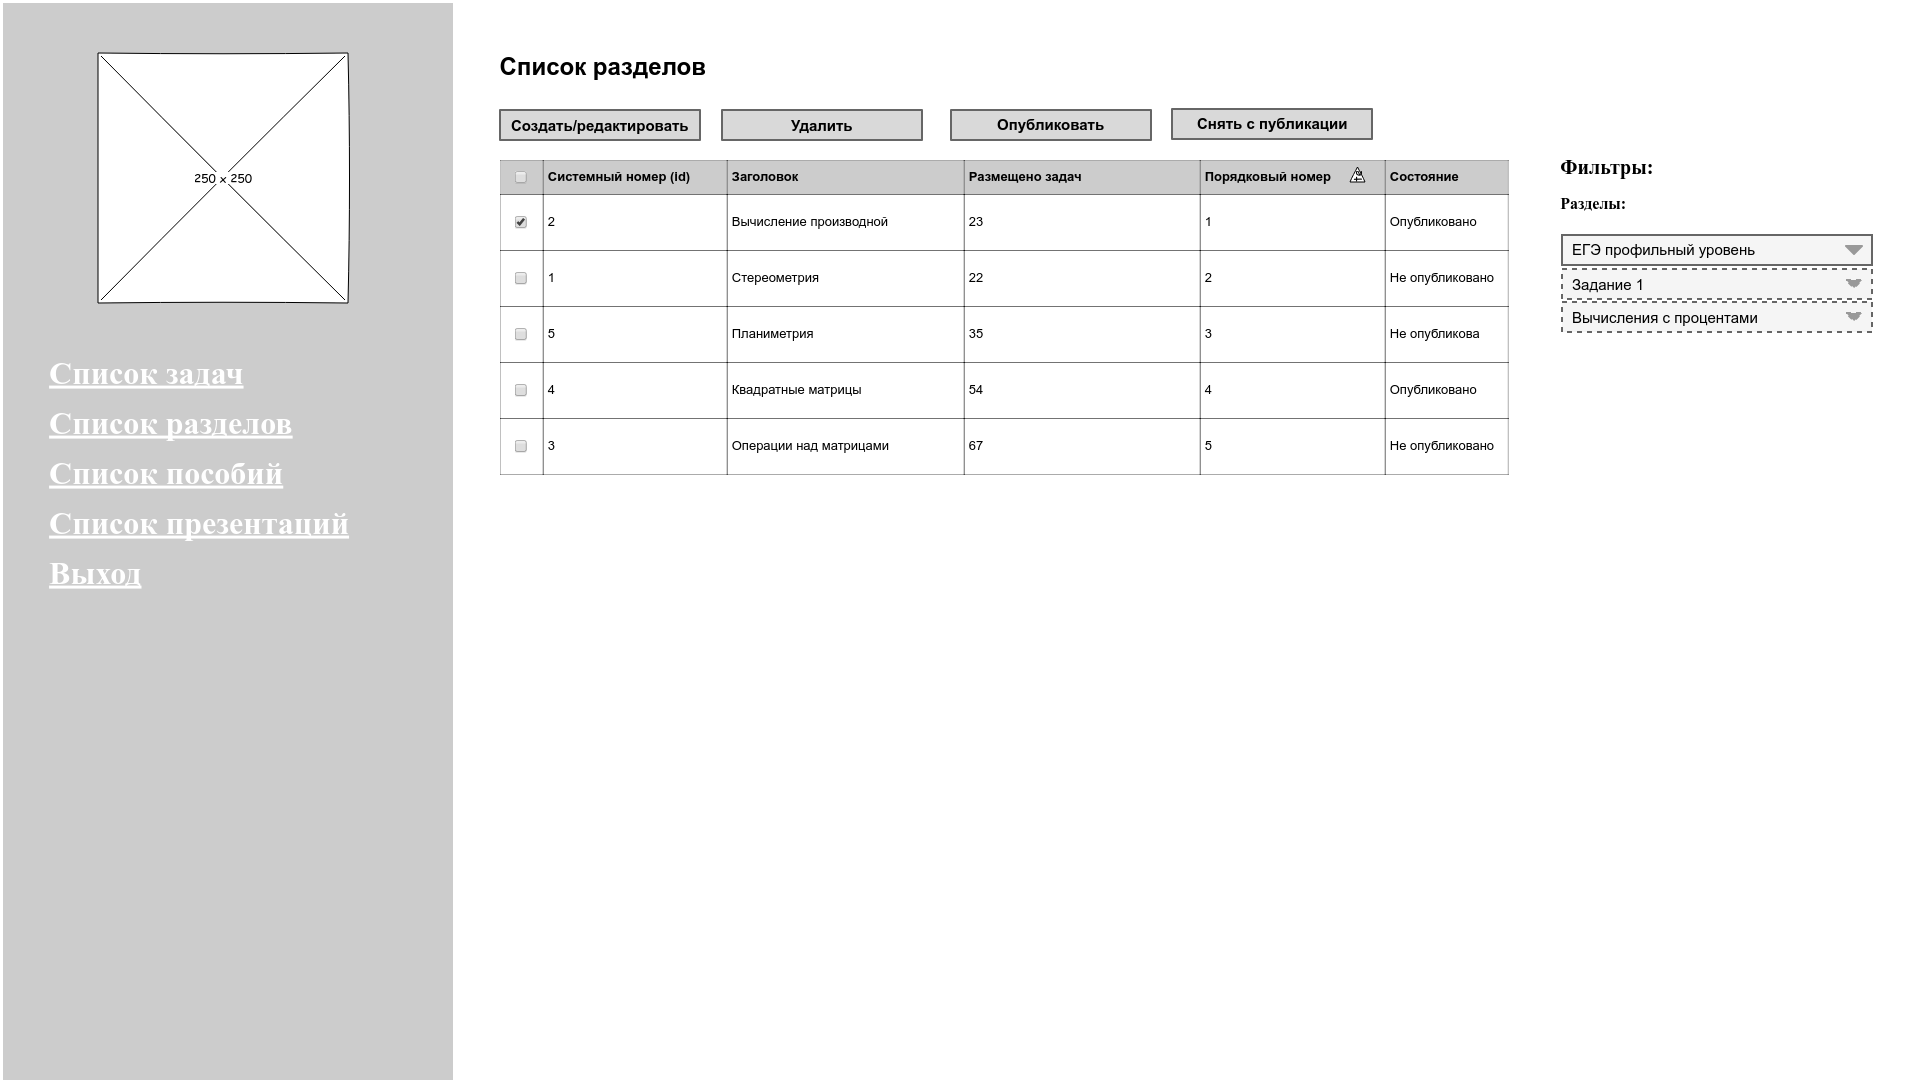 250 x 250
Список задач
Список разделов
Список пособий
Список презентаций
Выход
Список разделов
Создать/редактировать Удалить Опубликовать Снять с публикации
Системный номер (id) Заголовок Размещено задач Порядковый номер Состояние
2 Вычисление производной 23 1 Опубликовано
1 Стереометрия 22 2 Не опубликовано
5 Планиметрия 35 3 Не опубликова
4 Квадратные матрицы 54 4 Опубликовано
3 Операции над матрицами 67 5 Не опубликовано
Фильтры:
Разделы:
ЕГЭ профильный уровень
Задание 1
Вычисления с процентами